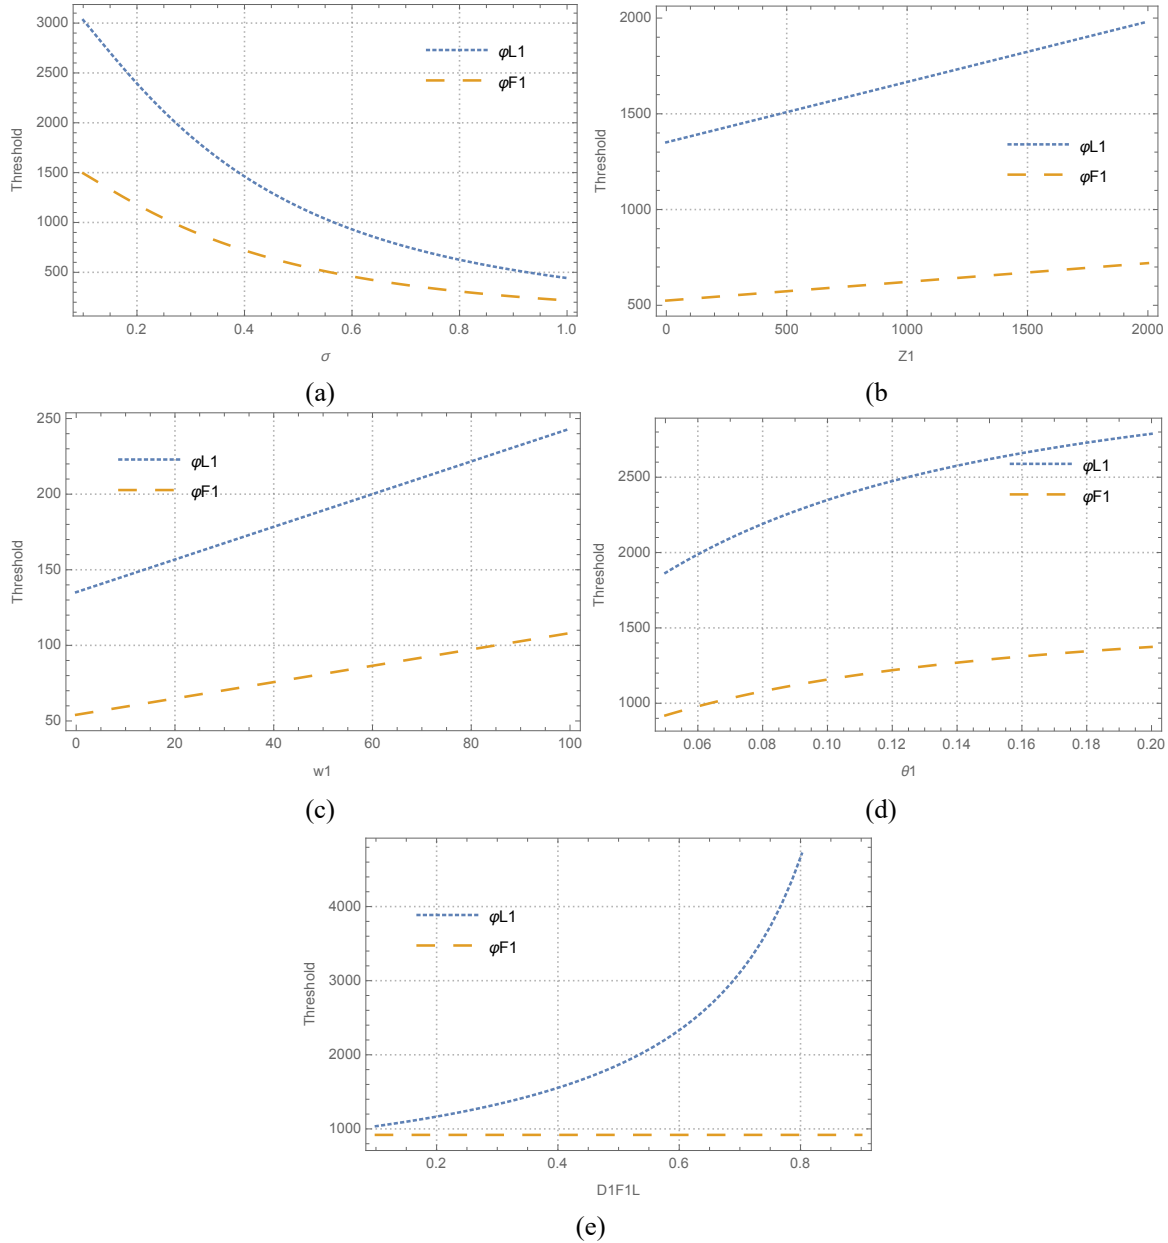 3000
2500
2000
1500
1000
500
Threshold
φL1
φF1
0.2 0.4 0.6 0.8 1.0
σ
(a)
2000
1500
1000
500
Threshold
φL1
φF1
0 500 1000 1500 2000
Z1
(b
250
200
150
100
50
Threshold
φL1
φF1
0 20 40 60 80 100
w1
(c)
2500
2000
1500
1000
Threshold
φL1
φF1
0.06 0.08 0.10 0.12 0.14 0.16 0.18 0.20
θ1
(d)
4000
3000
2000
1000
Threshold
φL1
φF1
0.2 0.4 0.6 0.8
D1F1L
(e)